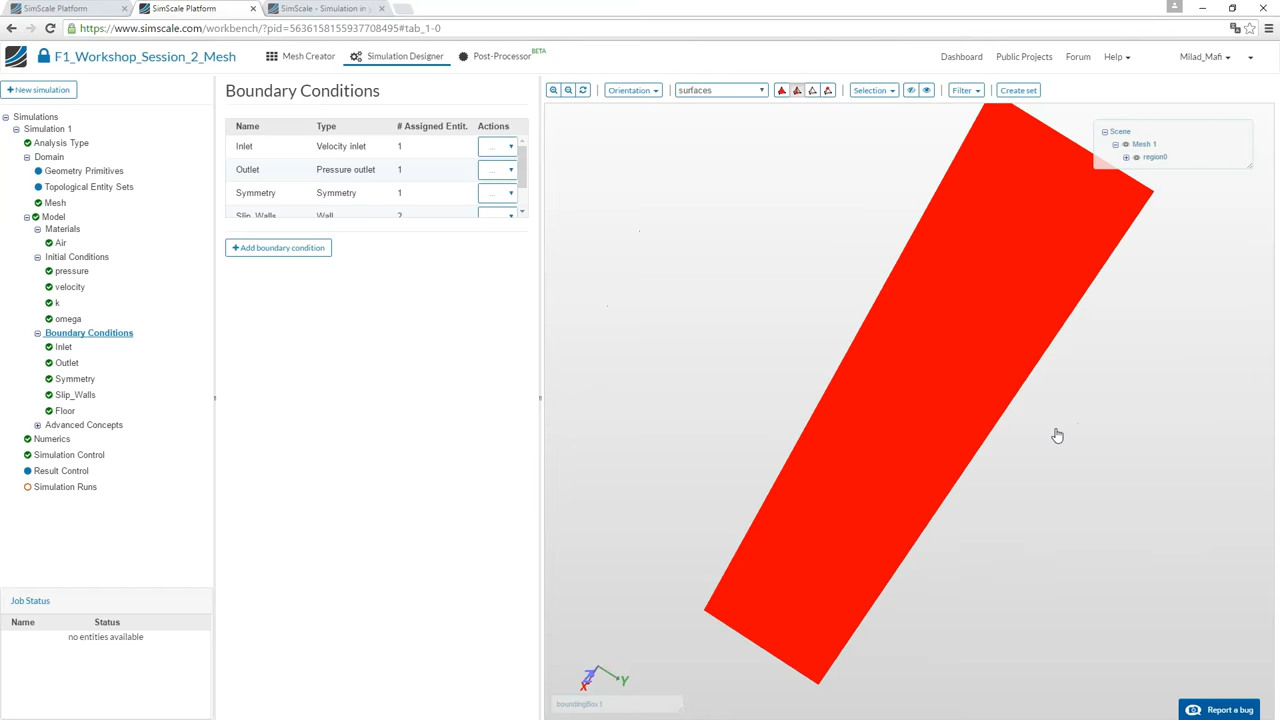 SimScale Platform
SimScale Platform
SimScale - Simulation in y
https://www.simscale.com/workbench/?pid=5636158155937708495#tab_1-0
F1_Workshop_Session_2_Mesh
Mesh Creator
Simulation Designer
Post-Processor BETA
Dashboard
Public Projects
Forum
Help
Milad_Mafi
New simulation
Simulations
Simulation 1
Analysis Type
Domain
Geometry Primitives
Topological Entity Sets
Mesh
Model
Materials
Air
Initial Conditions
pressure
velocity
k
omega
Boundary Conditions
Inlet
Outlet
Symmetry
Slip_Walls
Floor
Advanced Concepts
Numerics
Simulation Control
Result Control
Simulation Runs
Job Status
Name Status
no entities available
Boundary Conditions
Name Type # Assigned Entit. Actions
Inlet Velocity inlet 1 ...
Outlet Pressure outlet 1 ...
Symmetry Symmetry 1 ...
Slip_Walls Wall 2
Add boundary condition
Orientation
surfaces
Selection
Filter
Create set
Scene
Mesh 1
region0
X
Z
Y
boundingBox1
Report a bug